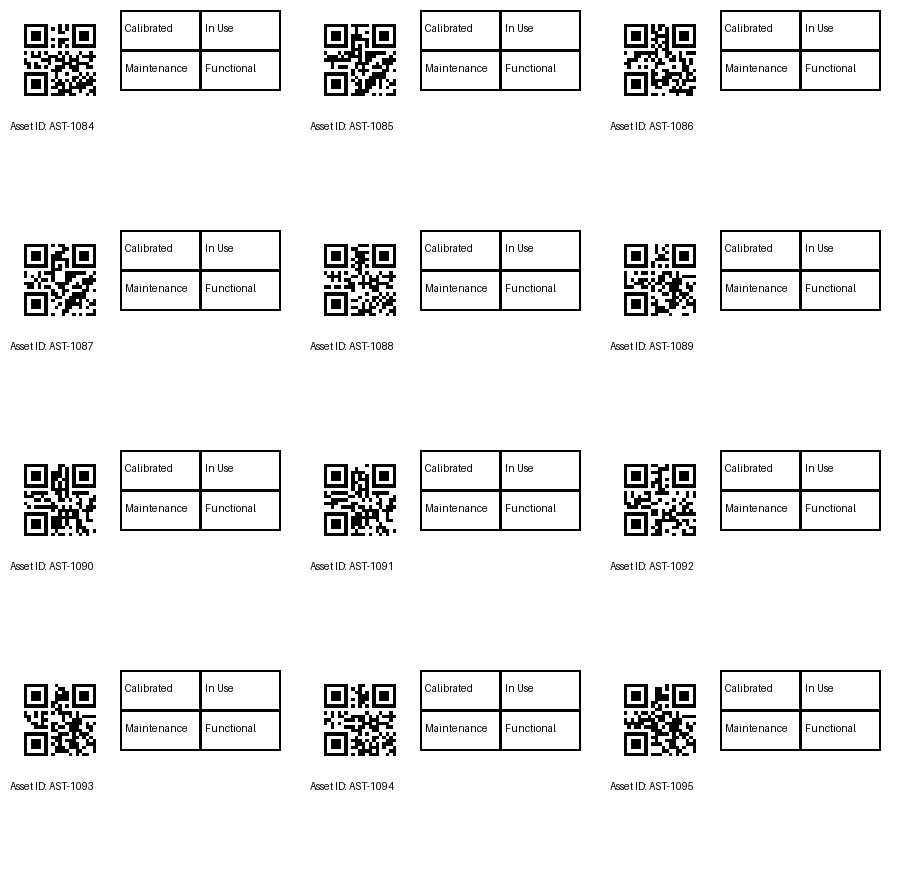 Calibrated In Use Calibrated In Use Calibrated In Use
Maintenance Functional Maintenance Functional Maintenance Functional
Asset ID: AST-1084 Asset ID: AST-1085 Asset ID: AST-1086
Calibrated In Use Calibrated In Use Calibrated In Use
Maintenance Functional Maintenance Functional Maintenance Functional
Asset ID: AST-1087 Asset ID: AST-1088 Asset ID: AST-1089
Calibrated In Use Calibrated In Use Calibrated In Use
Maintenance Functional Maintenance Functional Maintenance Functional
Asset ID: AST-1090 Asset ID: AST-1091 Asset ID: AST-1092
Calibrated In Use Calibrated In Use Calibrated In Use
Maintenance Functional Maintenance Functional Maintenance Functional
Asset ID: AST-1093 Asset ID: AST-1094 Asset ID: AST-1095